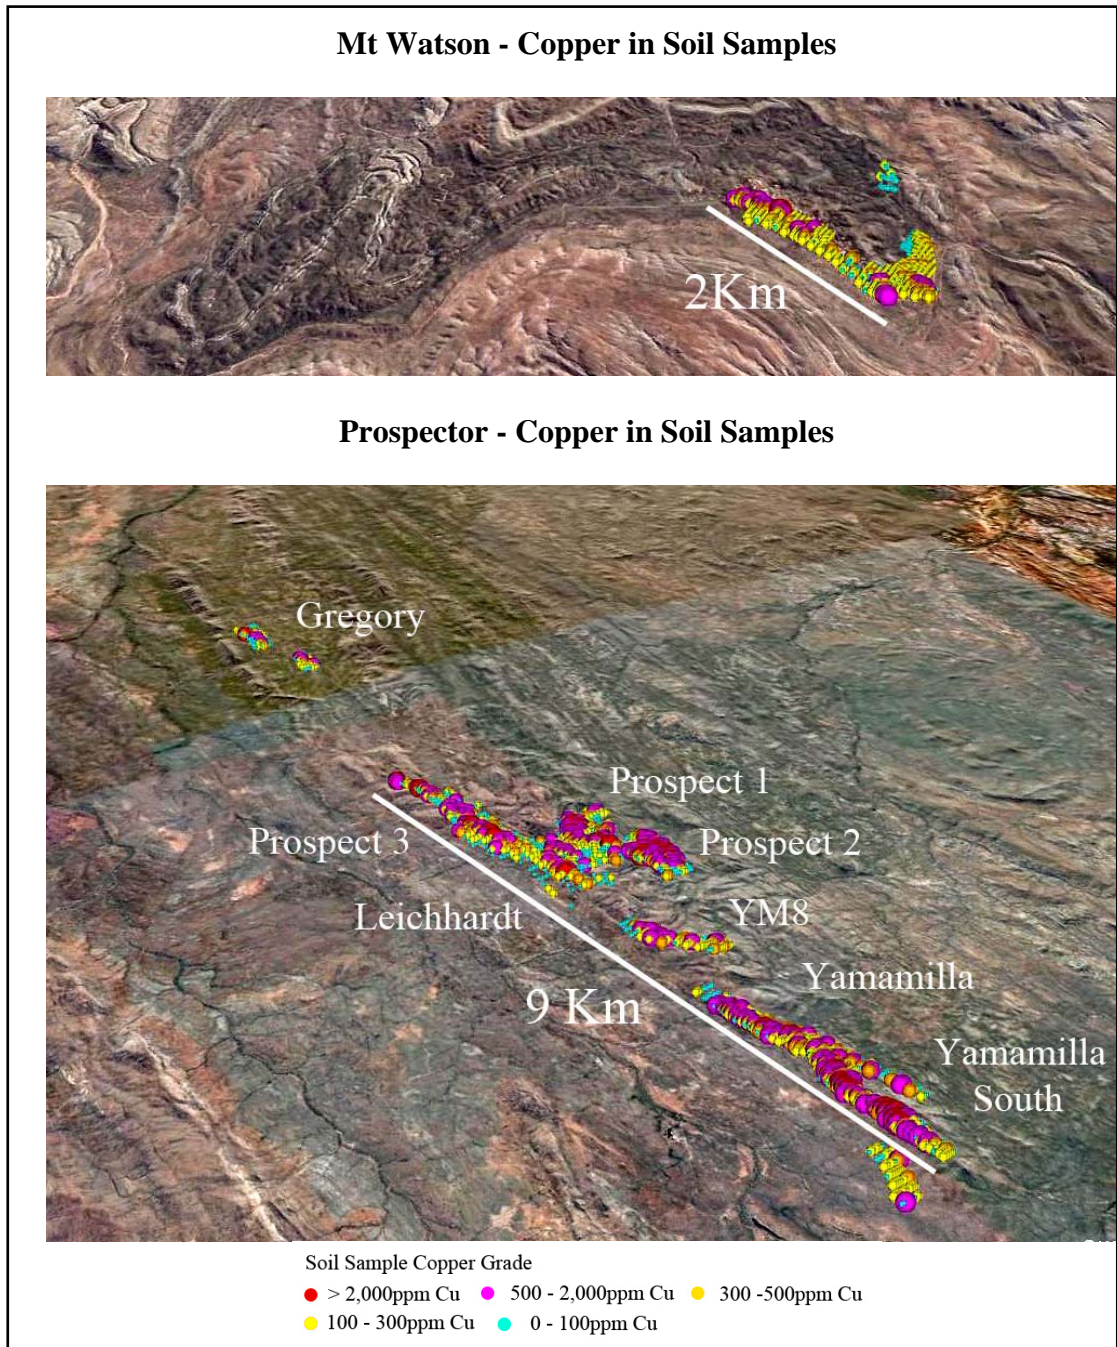 Mt Watson - Copper in Soil Samples
2Km
Prospector - Copper in Soil Samples
Gregory
Prospect 1
Prospect 3
Prospect 2
Leichhardt
YM8
Yamamilla
9 Km
Yamamilla
South
Soil Sample Copper Grade
> 2,000ppm Cu 500 - 2,000ppm Cu 300 -500ppm Cu
100 - 300ppm Cu 0 - 100ppm Cu